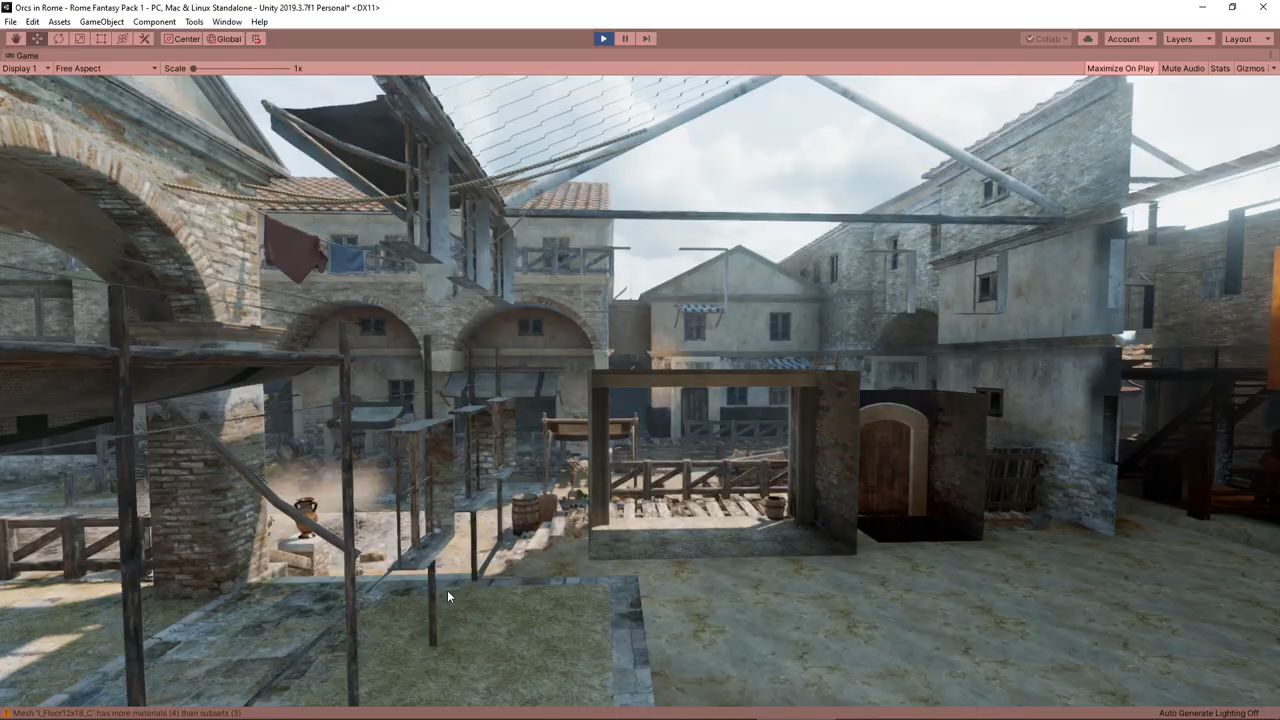 Orcs in Rome - Rome Fantasy Pack 1 - PC, Mac & Linux Standalone - Unity 2019.3.7f1 Personal* <DX11>
File Edit Assets GameObject Component Tools Window Help
Center Global Collab Account Layers Layout
Game
Display 1 Free Aspect Scale 1x Maximize On Play Mute Audio Stats Gizmos
Mesh 'I_Floor12x18_C' has more materials (4) than subsets (3) Auto Generate Lighting Off